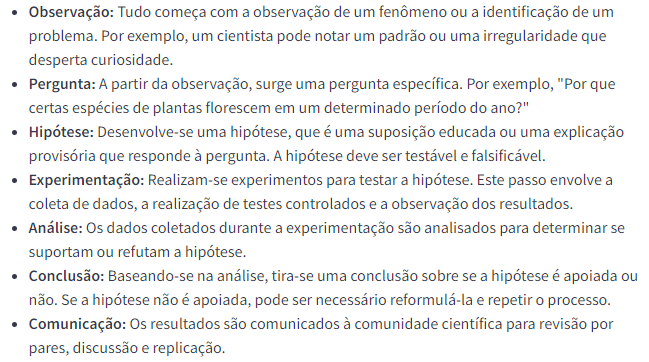 • Observação: Tudo começa com a observação de um fenômeno ou a identificação de um
problema. Por exemplo, um cientista pode notar um padrão ou uma irregularidade que
desperta curiosidade.
• Pergunta: A partir da observação, surge uma pergunta específica. Por exemplo, "Por que
certas espécies de plantas florescem em um determinado período do ano?"
• Hipótese: Desenvolve-se uma hipótese, que é uma suposição educada ou uma explicação
provisória que responde à pergunta. A hipótese deve ser testável e falsificável.
• Experimentação: Realizam-se experimentos para testar a hipótese. Este passo envolve a
coleta de dados, a realização de testes controlados e a observação dos resultados.
• Análise: Os dados coletados durante a experimentação são analisados para determinar se
suportam ou refutam a hipótese.
• Conclusão: Baseando-se na análise, tira-se uma conclusão sobre se a hipótese é apoiada ou
não. Se a hipótese não é apoiada, pode ser necessário reformulá-la e repetir o processo.
• Comunicação: Os resultados são comunicados à comunidade científica para revisão por
pares, discussão e replicação.